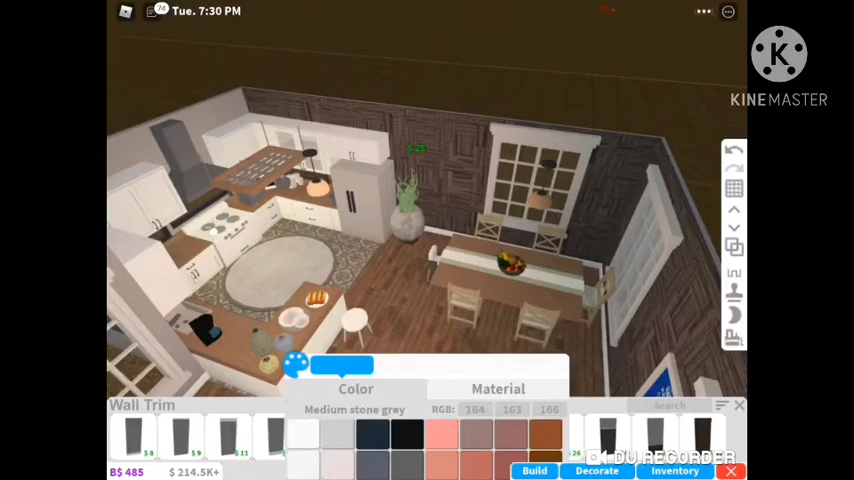 74
Tue. 7:30 PM
K
KINEMASTER
$ 25
Color
Material
Medium stone grey
RGB: 164 163 166
Wall Trim
Search
$ 8
$ 9
$ 11
$ 26
DU RECORDER
B$ 485
$ 214.5K+
Build
Decorate
Inventory